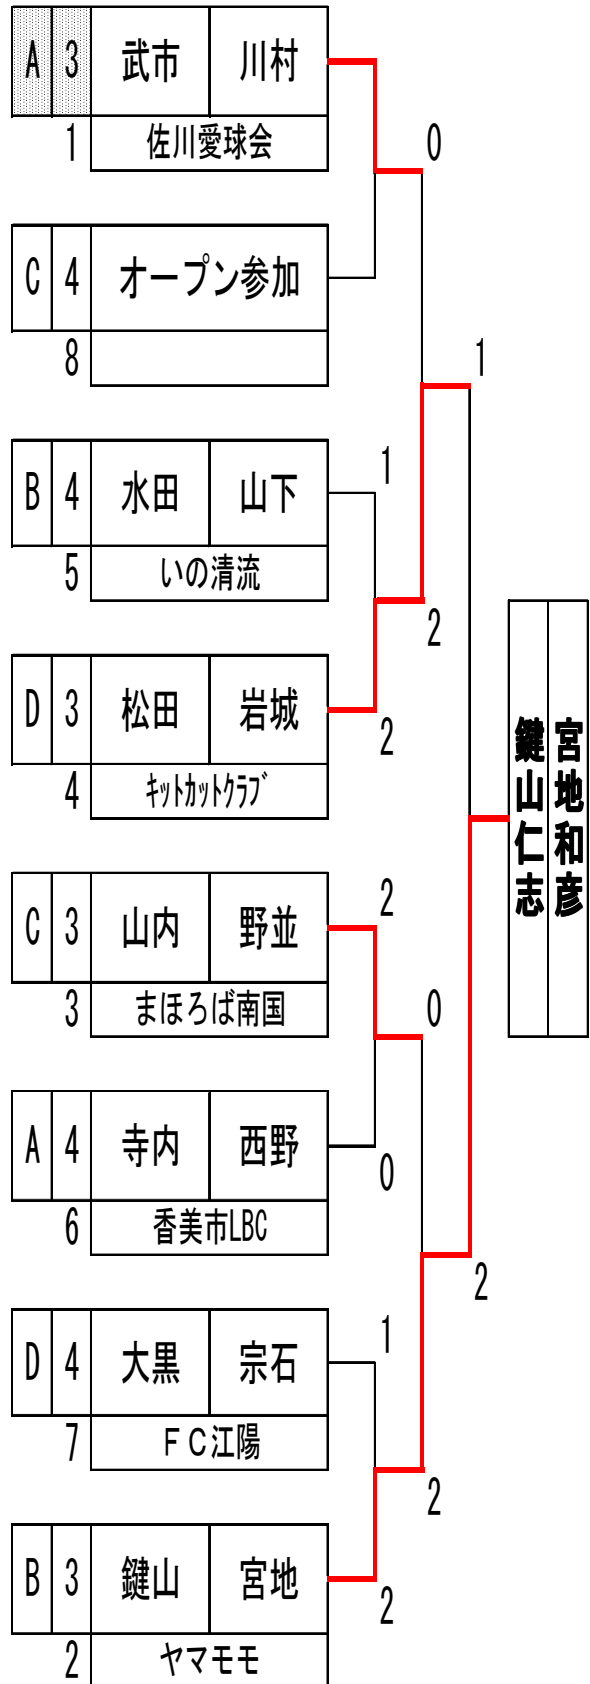 A 3 武市 川村
1 佐川愛球会
0
C 4 オープン参加
8
1
B 4 水田 山下
1
5 いの清流
2
D 3 松田 岩城
2
4 キットカットクラブ
宮地和彦
鍵山仁志
C 3 山内 野並
2
3 まほろば南国
0
A 4 寺内 西野
0
6 香美市LBC
2
D 4 大黒 宗石
1
7 FC江陽
2
B 3 鍵山 宮地
2
2 ヤマモモ